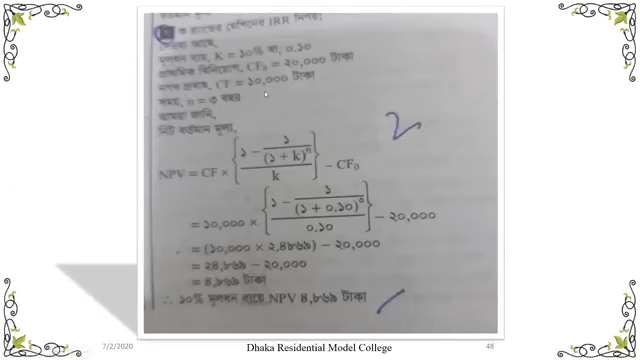 ক ব্র্যান্ডের মেশিনের IRR নির্ণয়:
দেওয়া আছে,
মূলধন ব্যয়, K = ১০% বা, ০.১০
প্রাথমিক বিনিয়োগ, CF₀ = ২০,০০০ টাকা
নগদ প্রবাহ, CF = ১০,০০০ টাকা
সময়, n = ৩ বছর
আমরা জানি,
নিট বর্তমান মূল্য,
NPV = CF × {(১ − ১/(১ + k)ⁿ)/k} − CF₀
= ১০,০০০ × {(১ − ১/(১ + ০.১০)³)/০.১০} − ২০,০০০
= (১০,০০০ × ২.৪৮৬৯) − ২০,০০০
= ২৪,৮৬৯ − ২০,০০০
= ৪,৮৬৯ টাকা
∴ ১০% মূলধন ব্যয়ে NPV ৪,৮৬৯ টাকা
7/2/2020 Dhaka Residential Model College 48